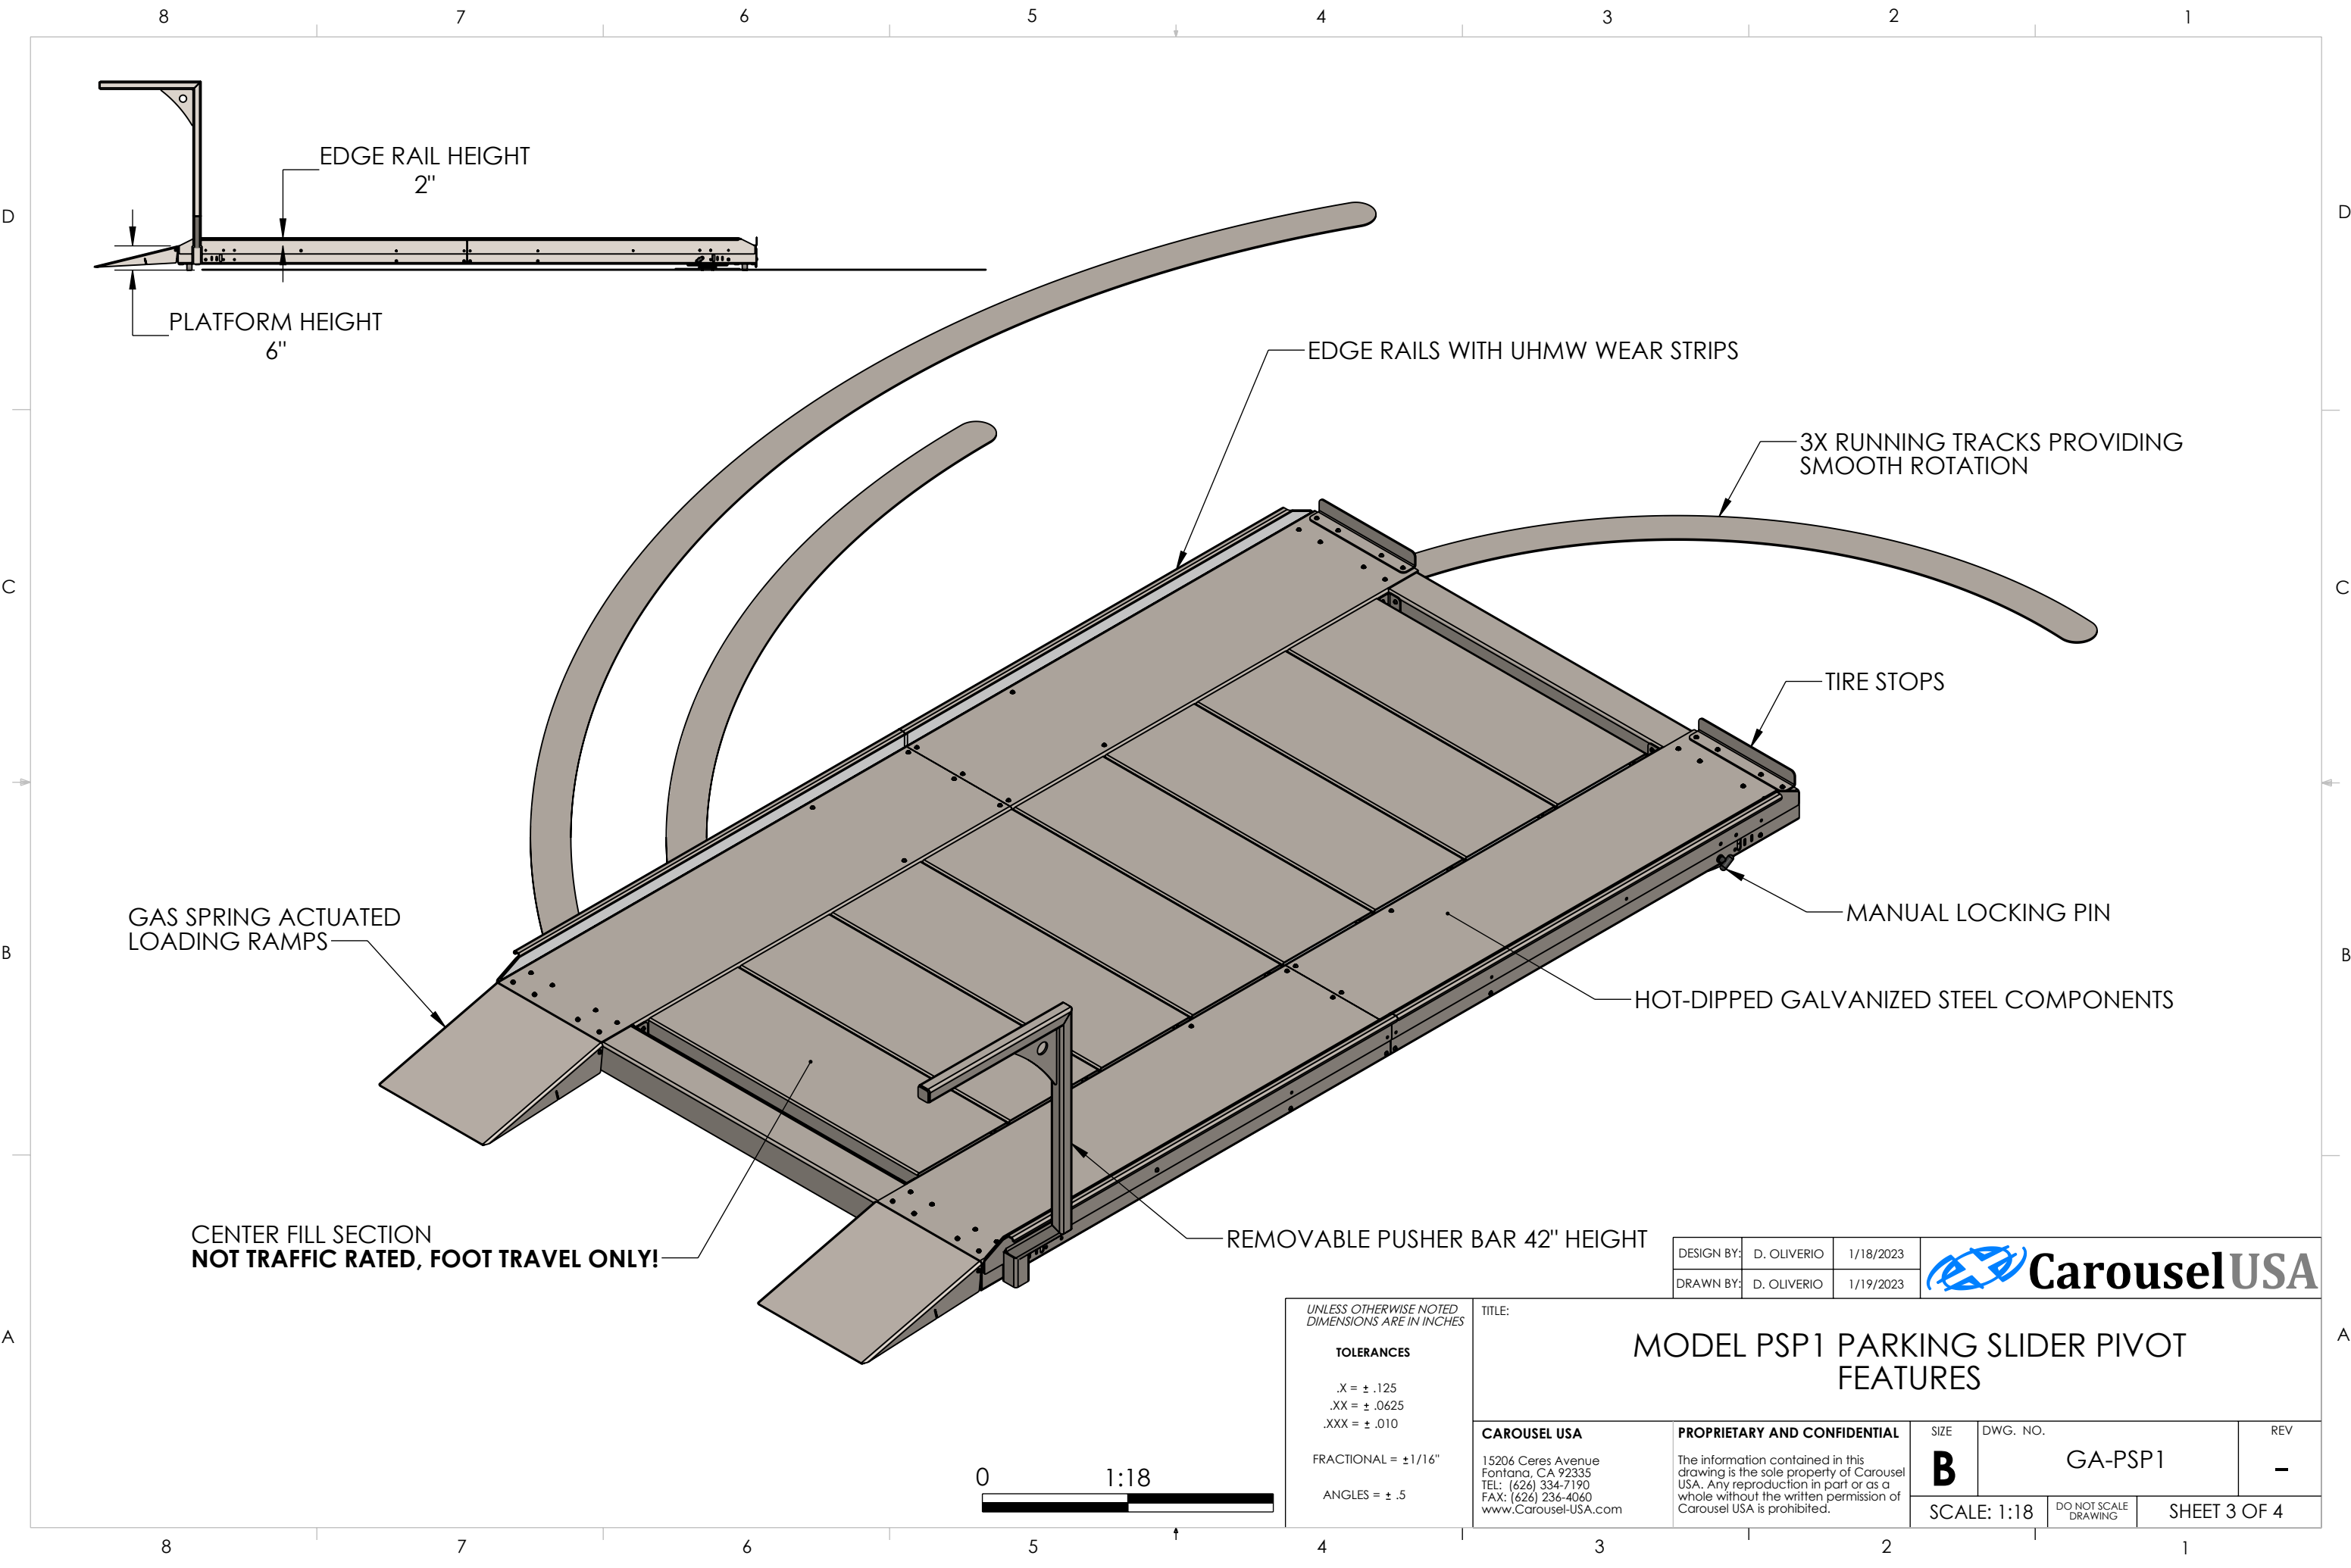 8 7 6 5 4 3 2 1
EDGE RAIL HEIGHT
2"
D D
PLATFORM HEIGHT
6"
EDGE RAILS WITH UHMW WEAR STRIPS
3X RUNNING TRACKS PROVIDING
SMOOTH ROTATION
C C
TIRE STOPS
GAS SPRING ACTUATED
LOADING RAMPS
MANUAL LOCKING PIN
B B
HOT-DIPPED GALVANIZED STEEL COMPONENTS
CENTER FILL SECTION
NOT TRAFFIC RATED, FOOT TRAVEL ONLY!
REMOVABLE PUSHER BAR 42" HEIGHT
DESIGN BY: D. OLIVERIO 1/18/2023
DRAWN BY: D. OLIVERIO 1/19/2023
CarouselUSA
A A
UNLESS OTHERWISE NOTED
DIMENSIONS ARE IN INCHES
TOLERANCES
.X = ± .125
.XX = ± .0625
.XXX = ± .010
FRACTIONAL = ±1/16"
ANGLES = ± .5
TITLE:
MODEL PSP1 PARKING SLIDER PIVOT
FEATURES
CAROUSEL USA
15206 Ceres Avenue
Fontana, CA 92335
TEL: (626) 334-7190
FAX: (626) 236-4060
www.Carousel-USA.com
PROPRIETARY AND CONFIDENTIAL
The information contained in this
drawing is the sole property of Carousel
USA. Any reproduction in part or as a
whole without the written permission of
Carousel USA is prohibited.
SIZE
B
DWG. NO.
GA-PSP1
REV
–
SCALE: 1:18
DO NOT SCALE
DRAWING
SHEET 3 OF 4
0 1:18
8 7 6 5 4 3 2 1